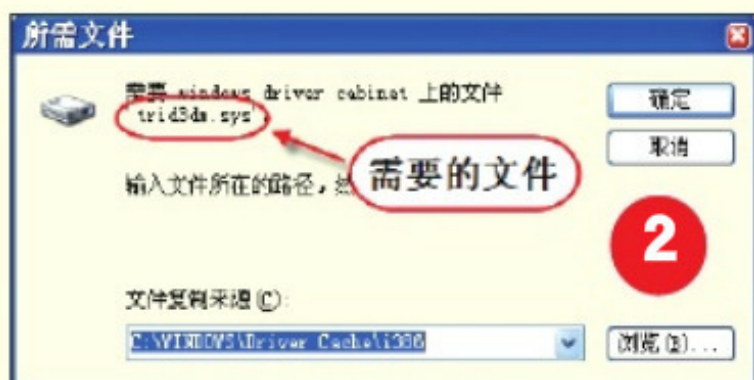 所需文件
需要 windows driver cabinet 上的文件
'trid3dm.sys'。
确定
取消
需要的文件
输入文件所在的路径，然
2
文件复制来源(C):
C:\WINDOWS\Driver Cache\i386
浏览(B)...